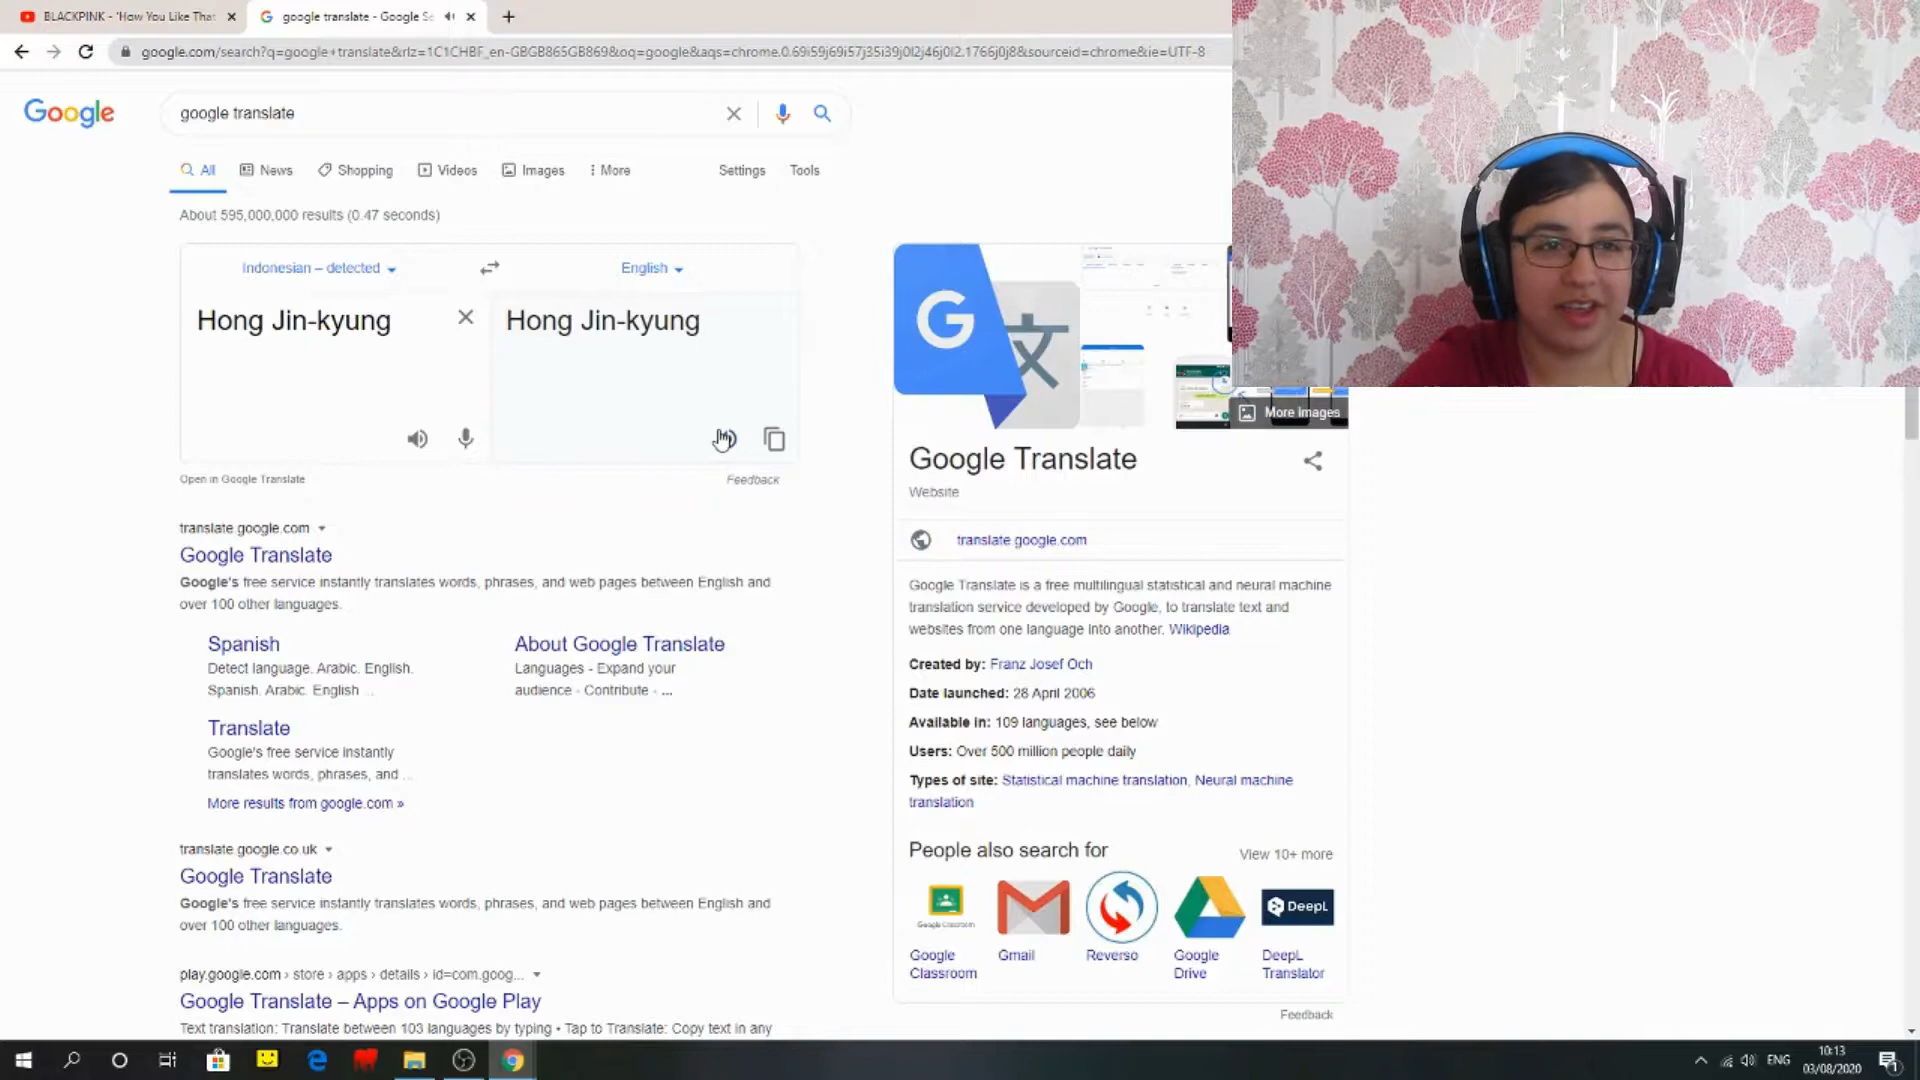 BLACKPINK - 'How You Like That
google translate - Google Se
google.com/search?q=google+translate&rlz=1C1CHBF_en-GBGB865GB869&oq=google&aqs=chrome.0.69i59j69i57j35i39j0l2j46j0l2.1766j0j8&sourceid=chrome&ie=UTF-8
Google
google translate
All News Shopping Videos Images More Settings Tools
About 595,000,000 results (0.47 seconds)
Indonesian – detected English
Hong Jin-kyung Hong Jin-kyung
Open in Google Translate Feedback
translate.google.com
Google Translate
Google's free service instantly translates words, phrases, and web pages between English and
over 100 other languages.
Spanish
Detect language. Arabic. English.
Spanish. Arabic. English ...
About Google Translate
Languages - Expand your
audience - Contribute - ...
Translate
Google's free service instantly
translates words, phrases, and ...
More results from google.com »
translate.google.co.uk
Google Translate
Google's free service instantly translates words, phrases, and web pages between English and
over 100 other languages.
play.google.com › store › apps › details › id=com.goog...
Google Translate – Apps on Google Play
Text translation: Translate between 103 languages by typing • Tap to Translate: Copy text in any
G 文
More images
Google Translate
Website
translate.google.com
Google Translate is a free multilingual statistical and neural machine
translation service developed by Google, to translate text and
websites from one language into another. Wikipedia
Created by: Franz Josef Och
Date launched: 28 April 2006
Available in: 109 languages, see below
Users: Over 500 million people daily
Types of site: Statistical machine translation, Neural machine
translation
People also search for View 10+ more
Google Classroom
DeepL
Google
Classroom
Gmail
Reverso
Google
Drive
DeepL
Translator
Feedback
ENG
10:13
03/08/2020
1